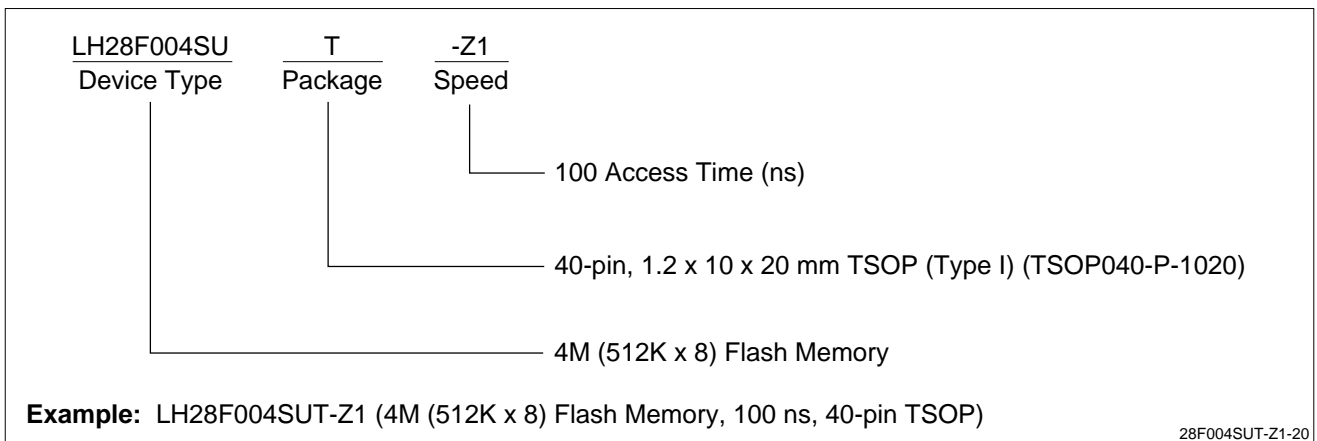 LH28F004SU T -Z1
Device Type Package Speed
100 Access Time (ns)
40-pin, 1.2 x 10 x 20 mm TSOP (Type I) (TSOP040-P-1020)
4M (512K x 8) Flash Memory
Example: LH28F004SUT-Z1 (4M (512K x 8) Flash Memory, 100 ns, 40-pin TSOP)
28F004SUT-Z1-20